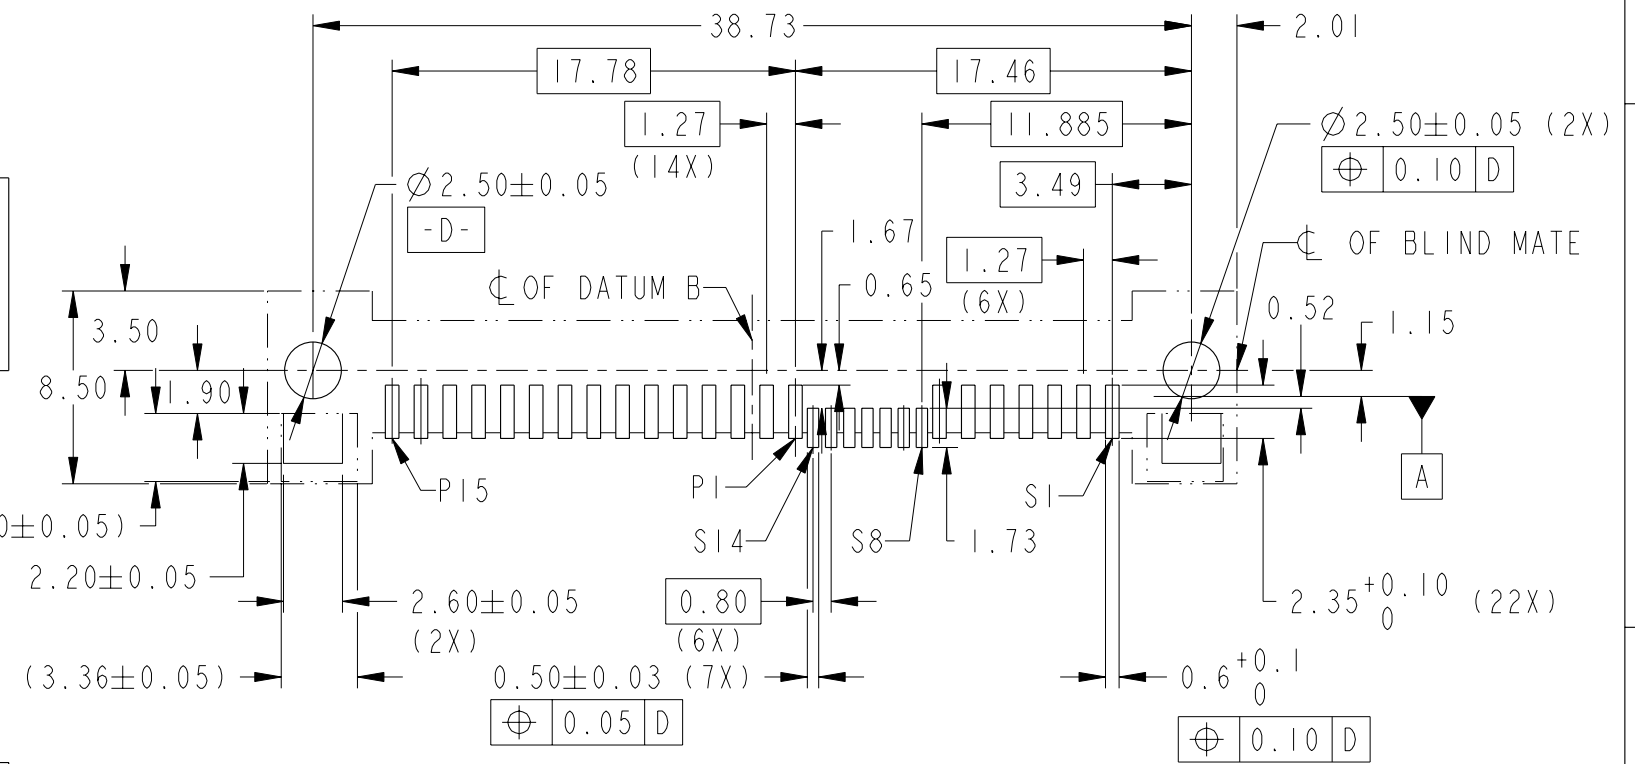 38.73
2.01
17.78
17.46
1.27
(14X)
11.885
Ø2.50±0.05 (2X)
⌖ 0.10 D
3.49
Ø2.50±0.05
-D-
1.67
℄ OF BLIND MATE
1.27
(6X)
℄ OF DATUM B
0.65
0.52
1.15
3.50
8.50
1.90
A
P15
P1
S1
S14
S8
1.73
0±0.05)
2.20±0.05
2.60±0.05
(2X)
0.80
(6X)
2.35 +0.10 (22X)
0
(3.36±0.05)
0.50±0.03 (7X)
⌖ 0.05 D
0.6 +0.1
0
⌖ 0.10 D